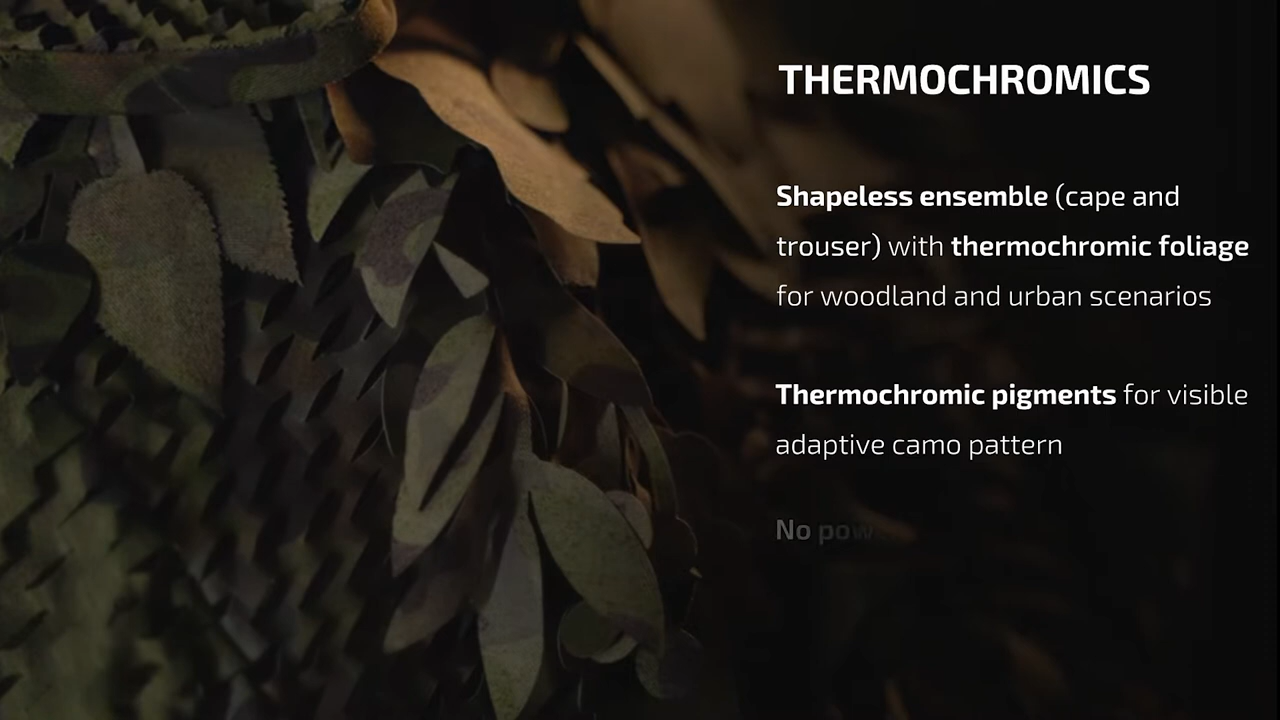 THERMOCHROMICS
Shapeless ensemble (cape and
trouser) with thermochromic foliage
for woodland and urban scenarios
Thermochromic pigments for visible
adaptive camo pattern
No